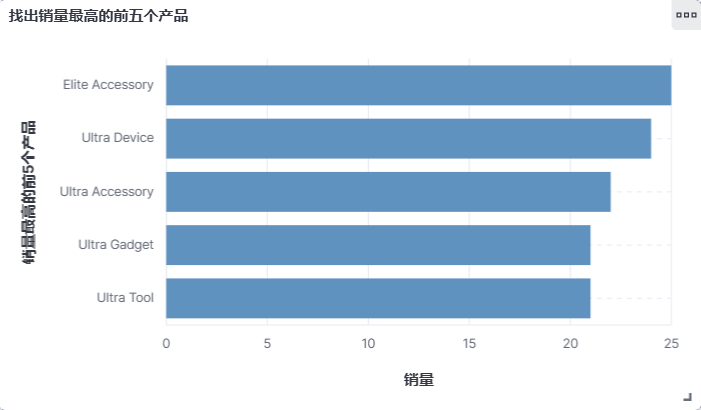 找出销量最高的前五个产品
销量最高的前5个产品
Elite Accessory
Ultra Device
Ultra Accessory
Ultra Gadget
Ultra Tool
0 5 10 15 20 25
销量